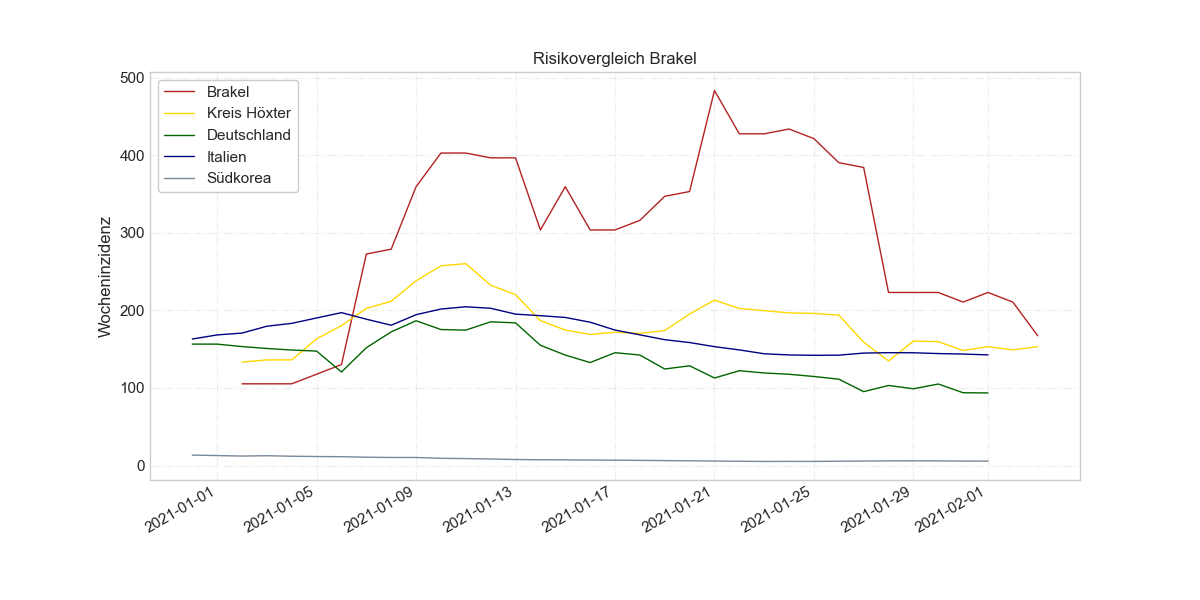 Risikovergleich Brakel
Wocheninzidenz
500
400
300
200
100
0
Brakel
Kreis Höxter
Deutschland
Italien
Südkorea
2021-01-01
2021-01-05
2021-01-09
2021-01-13
2021-01-17
2021-01-21
2021-01-25
2021-01-29
2021-02-01